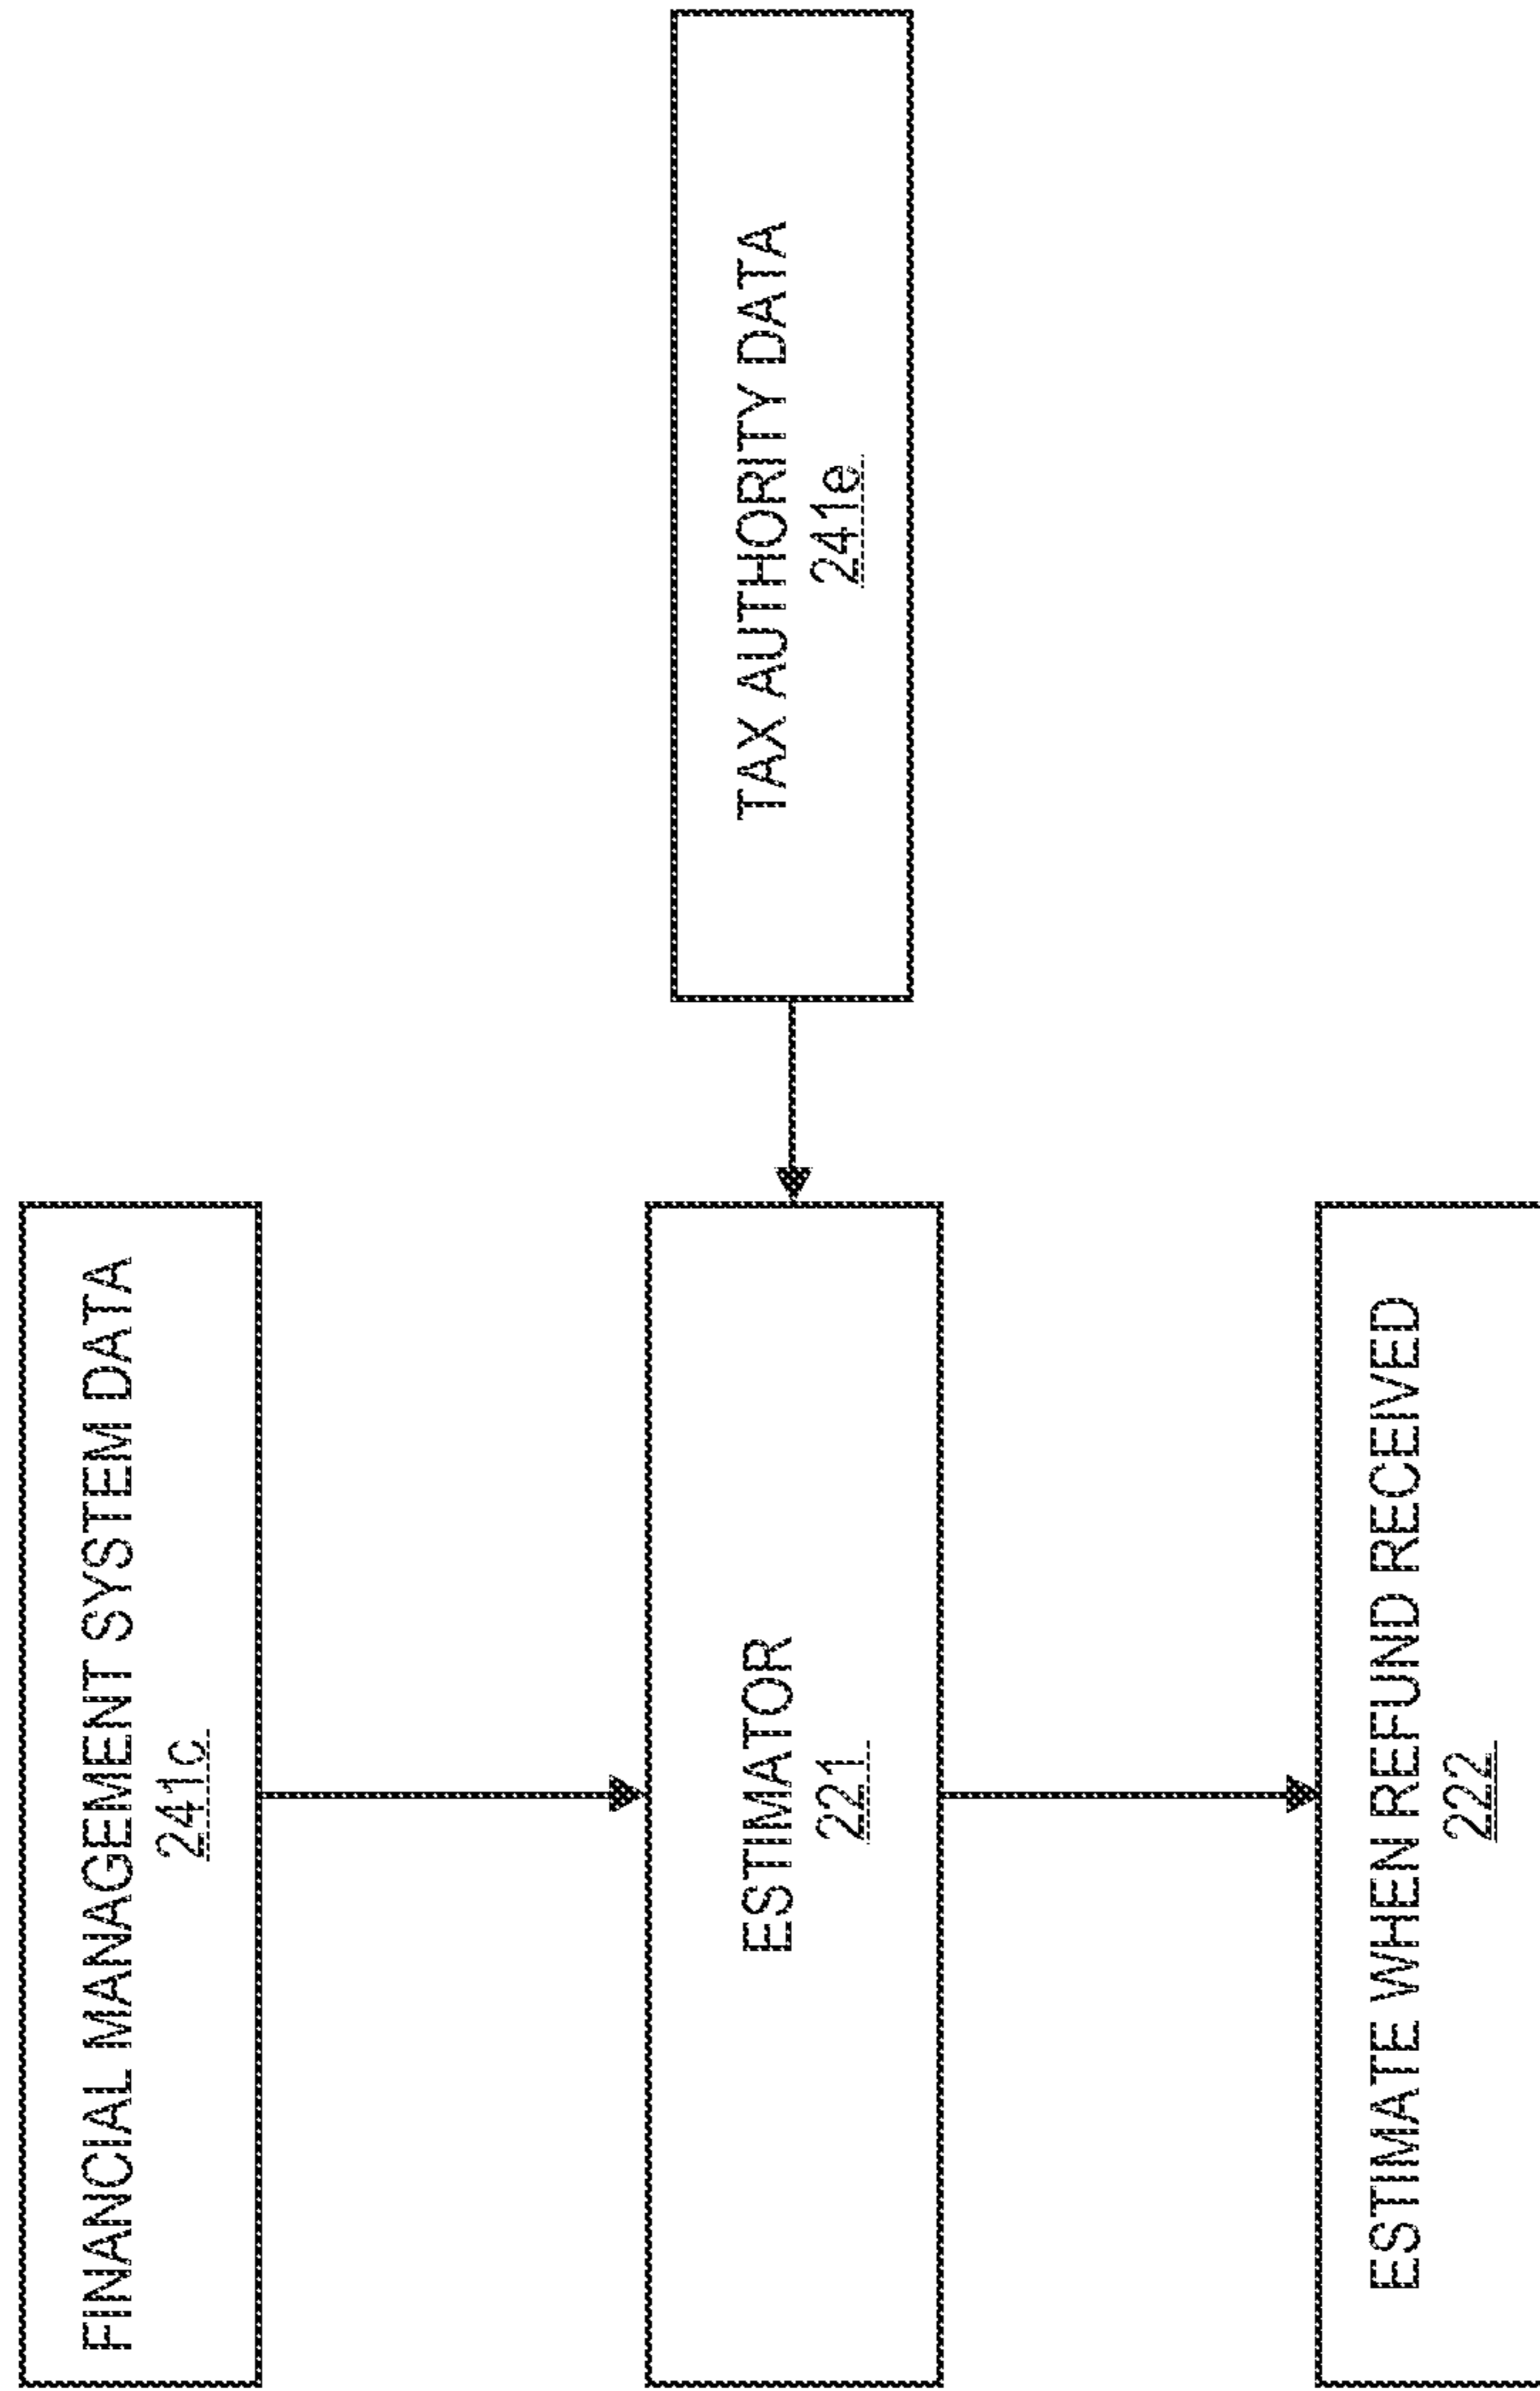 FINANCIAL MANAGEMENT SYSTEM DATA
241c
ESTIMATOR
221
TAX AUTHORITY DATA
241e
ESTIMATE WHEN REFUND RECEIVED
222